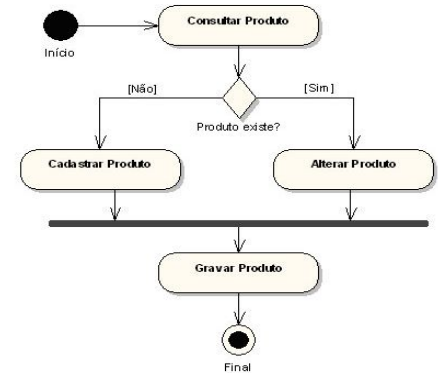 Consultar Produto
Início
[Não]
[Sim]
Produto existe?
Cadastrar Produto
Alterar Produto
Gravar Produto
Final